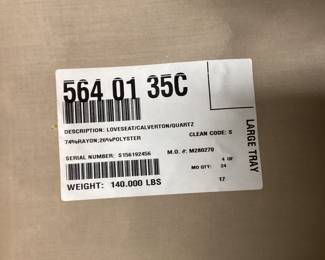 564 01 35C
DESCRIPTION: LOVESEAT/CALVERTON/QUARTZ
74%RAYON;26%POLYSTER
CLEAN CODE: S
SERIAL NUMBER: S156192456
M.O. #: M280270
4 OF
MO QTY: 24
WEIGHT: 140.000 LBS
17
LARGE TRAY